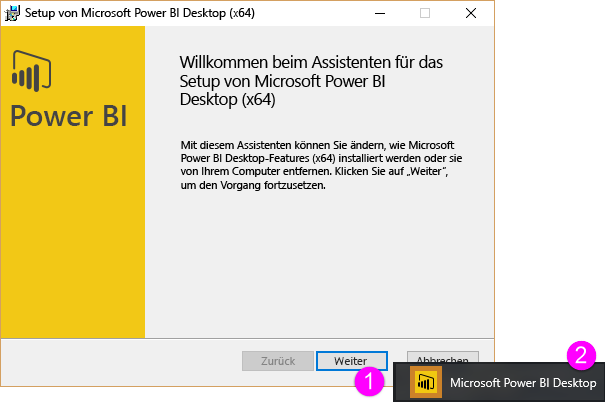 Setup von Microsoft Power BI Desktop (x64)
Power BI
Willkommen beim Assistenten für das
Setup von Microsoft Power BI
Desktop (x64)
Mit diesem Assistenten können Sie ändern, wie Microsoft
Power BI Desktop-Features (x64) installiert werden oder sie
von Ihrem Computer entfernen. Klicken Sie auf „Weiter“,
um den Vorgang fortzusetzen.
Zurück
Weiter
Abbrechen
1
2
Microsoft Power BI Desktop